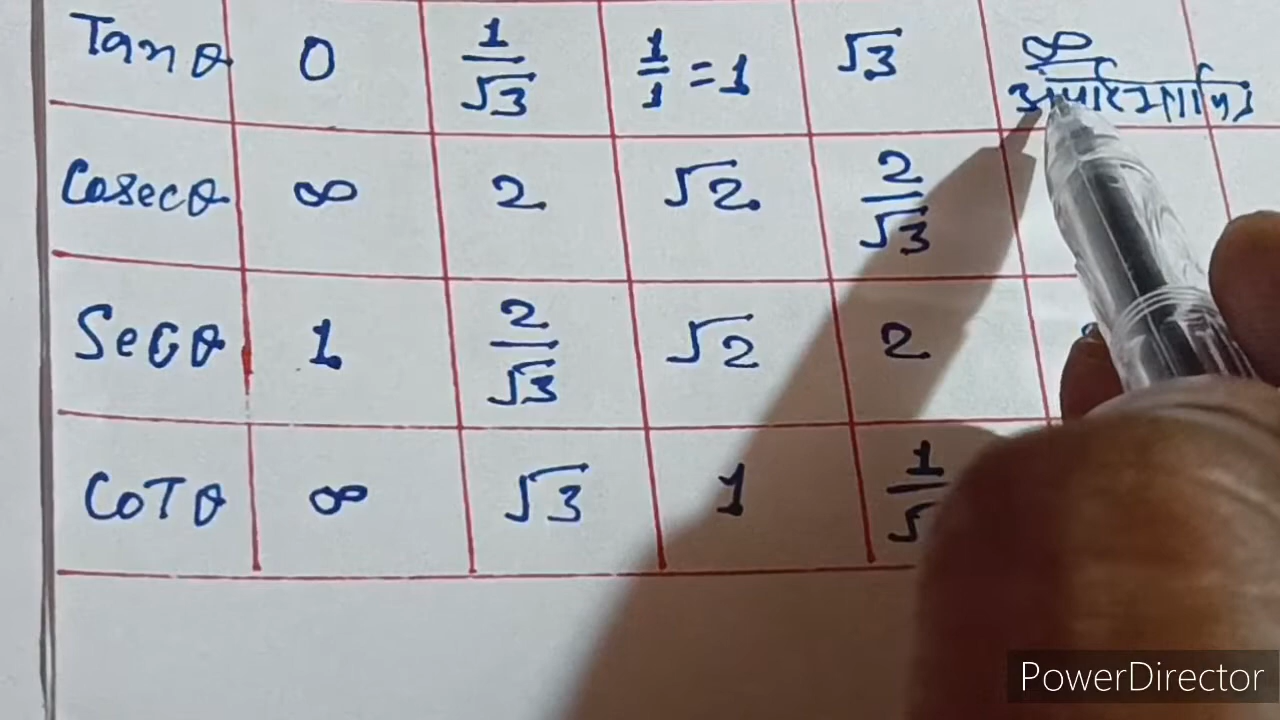 Tanθ 0 1/√3 1/1 = 1 √3 ∞
अपरिभाषित
Cosecθ ∞ 2 √2 2/√3
Secθ 1 2/√3 √2 2
CoTθ ∞ √3 1 1/√
PowerDirector